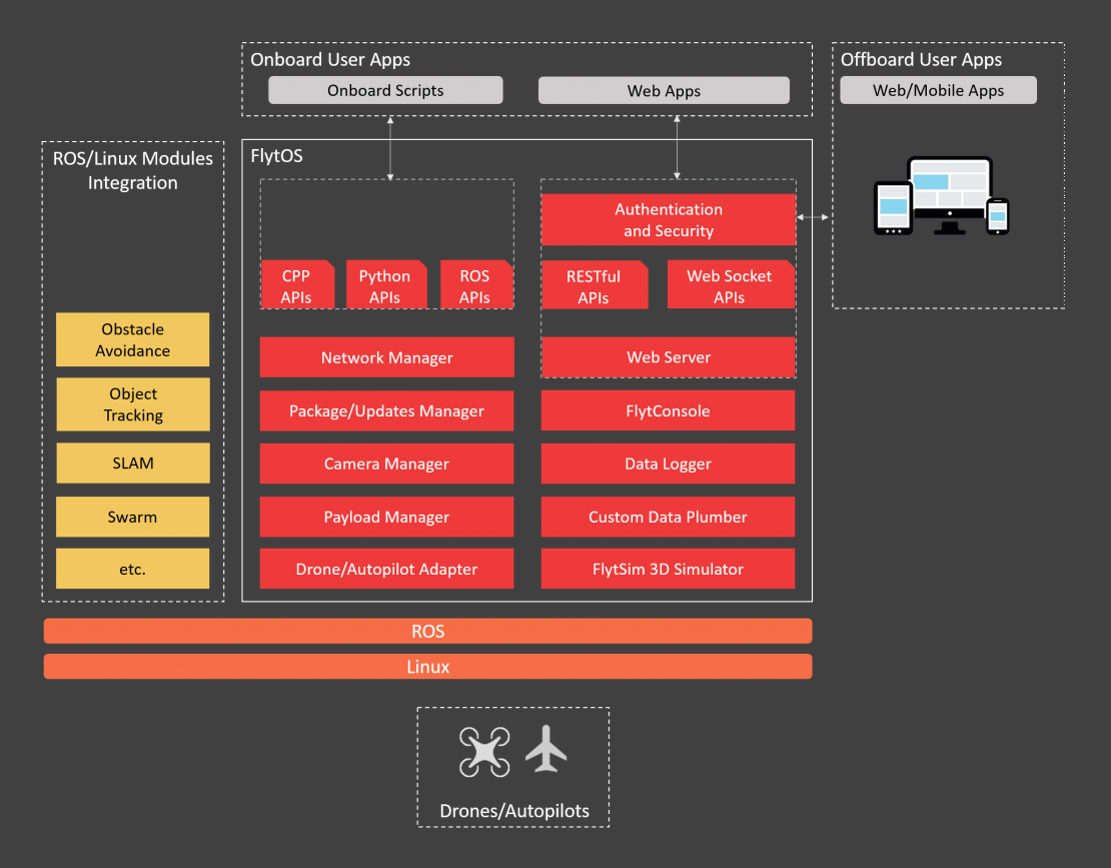 Onboard User Apps
Onboard Scripts
Web Apps
Offboard User Apps
Web/Mobile Apps
ROS/Linux Modules
Integration
Obstacle
Avoidance
Object
Tracking
SLAM
Swarm
etc.
FlytOS
CPP
APIs
Python
APIs
ROS
APIs
Network Manager
Package/Updates Manager
Camera Manager
Payload Manager
Drone/Autopilot Adapter
Authentication
and Security
RESTful
APIs
Web Socket
APIs
Web Server
FlytConsole
Data Logger
Custom Data Plumber
FlytSim 3D Simulator
ROS
Linux
Drones/Autopilots